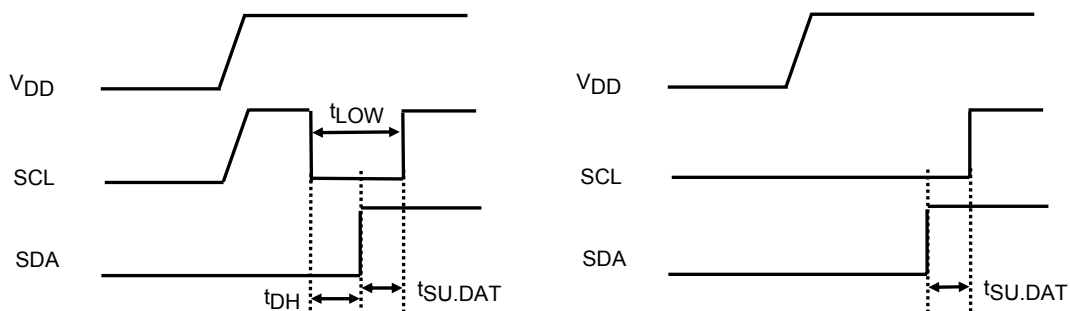 VDD
tLOW
SCL
SDA
tDH
tSU.DAT
VDD
SCL
SDA
tSU.DAT